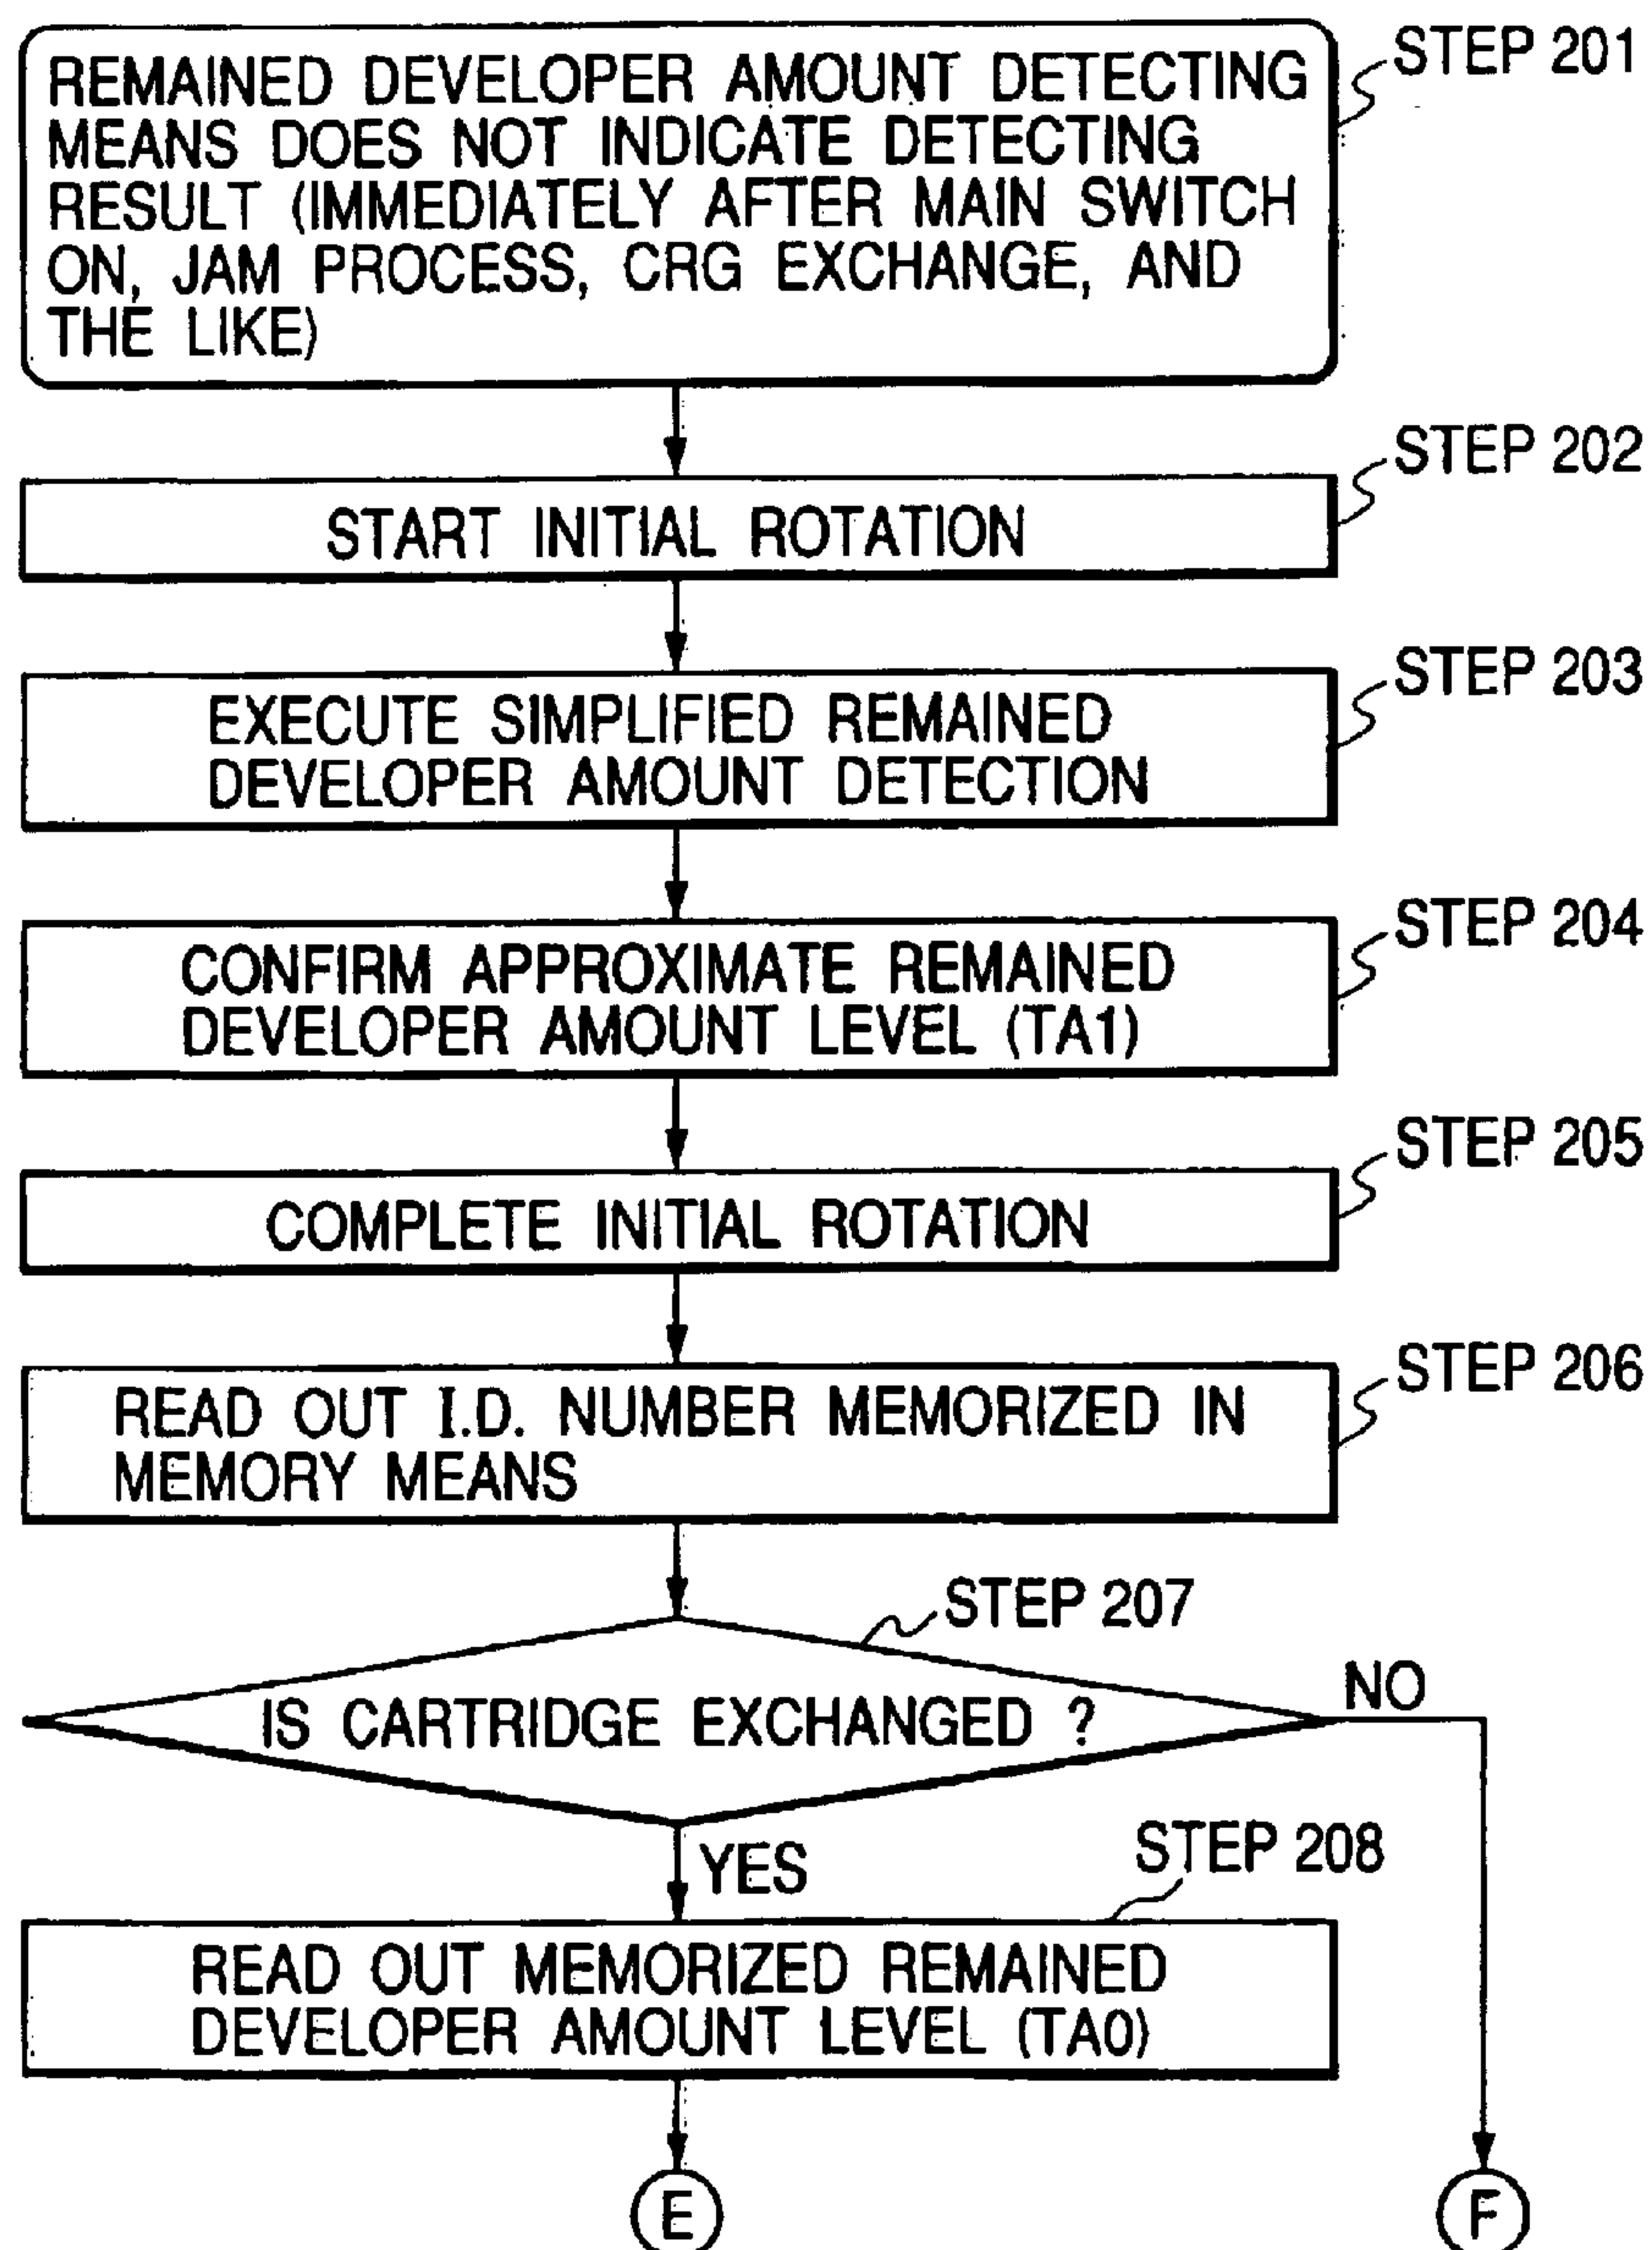 STEP 201
REMAINED DEVELOPER AMOUNT DETECTING
MEANS DOES NOT INDICATE DETECTING
RESULT (IMMEDIATELY AFTER MAIN SWITCH
ON, JAM PROCESS, CRG EXCHANGE, AND
THE LIKE)
STEP 202
START INITIAL ROTATION
STEP 203
EXECUTE SIMPLIFIED REMAINED
DEVELOPER AMOUNT DETECTION
STEP 204
CONFIRM APPROXIMATE REMAINED
DEVELOPER AMOUNT LEVEL (TA1)
STEP 205
COMPLETE INITIAL ROTATION
STEP 206
READ OUT I.D. NUMBER MEMORIZED IN
MEMORY MEANS
STEP 207
IS CARTRIDGE EXCHANGED ?
NO
YES
STEP 208
READ OUT MEMORIZED REMAINED
DEVELOPER AMOUNT LEVEL (TA0)
E
F